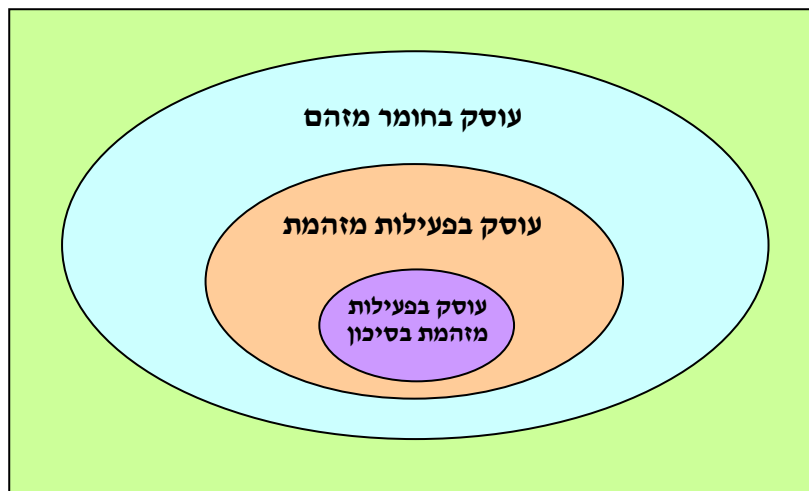 עוסק בחומר מזהם
עוסק בפעילות מזהמת
עוסק בפעילות
מזהמת בסיכון